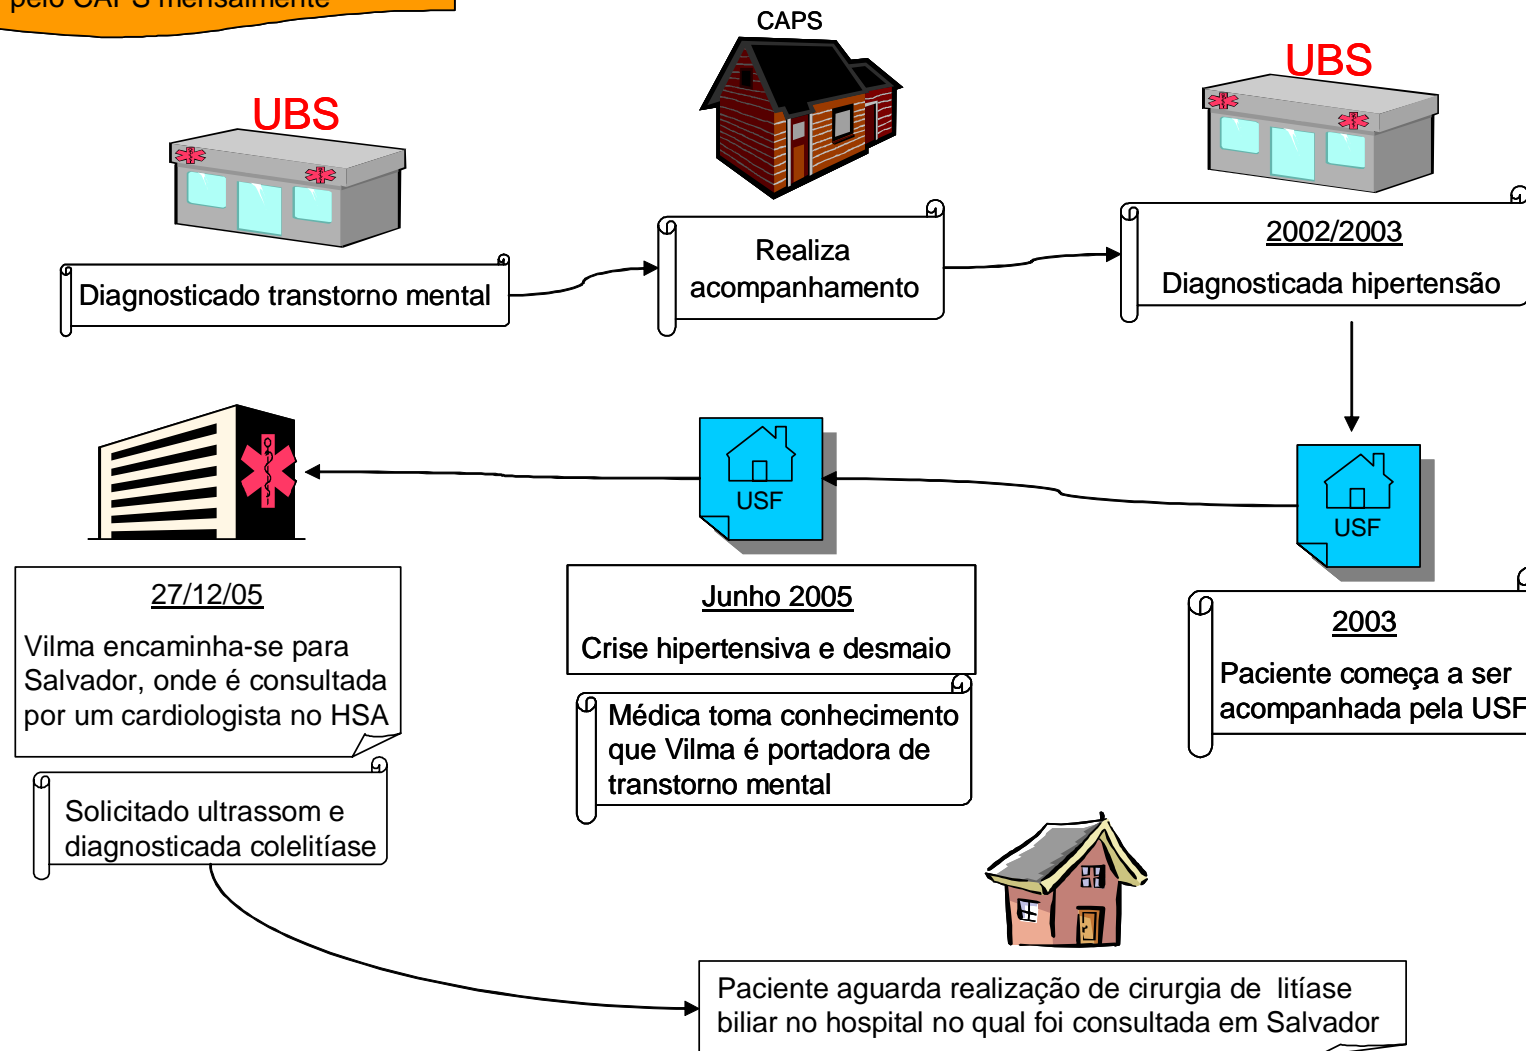 pelo CAPS mensalmente
CAPS
UBS
UBS
Diagnosticado transtorno mental
Realiza
acompanhamento
2002/2003
Diagnosticada hipertensão
USF
USF
27/12/05
Vilma encaminha-se para
Salvador, onde é consultada
por um cardiologista no HSA
Solicitado ultrassom e
diagnosticada colelitíase
Junho 2005
Crise hipertensiva e desmaio
Médica toma conhecimento
que Vilma é portadora de
transtorno mental
2003
Paciente começa a ser
acompanhada pela USF
Paciente aguarda realização de cirurgia de litíase
biliar no hospital no qual foi consultada em Salvador